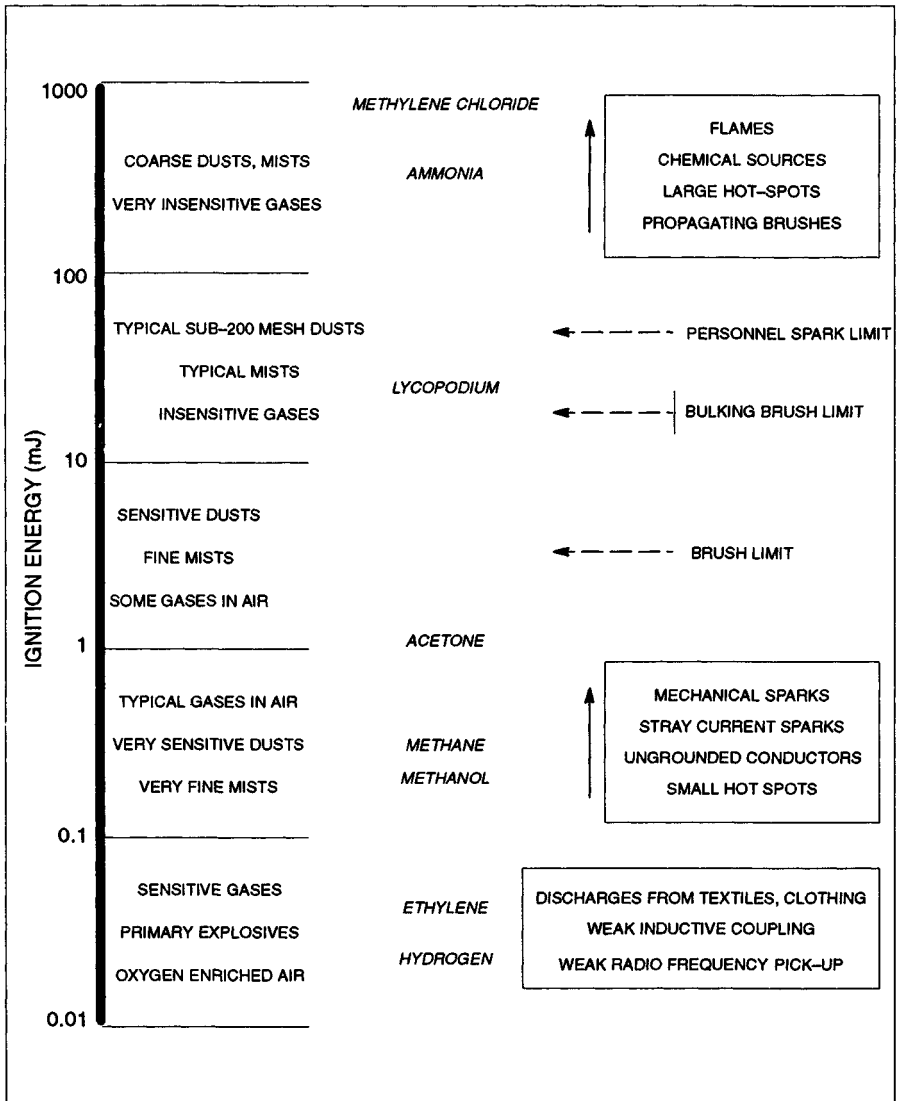 1000
METHYLENE CHLORIDE
FLAMES
COARSE DUSTS, MISTS
AMMONIA
CHEMICAL SOURCES
VERY INSENSITIVE GASES
LARGE HOT–SPOTS
PROPAGATING BRUSHES
100
TYPICAL SUB–200 MESH DUSTS
PERSONNEL SPARK LIMIT
TYPICAL MISTS
LYCOPODIUM
INSENSITIVE GASES
BULKING BRUSH LIMIT
IGNITION ENERGY (mJ)
10
SENSITIVE DUSTS
FINE MISTS
BRUSH LIMIT
SOME GASES IN AIR
1
ACETONE
TYPICAL GASES IN AIR
MECHANICAL SPARKS
STRAY CURRENT SPARKS
VERY SENSITIVE DUSTS
METHANE
UNGROUNDED CONDUCTORS
VERY FINE MISTS
METHANOL
SMALL HOT SPOTS
0.1
SENSITIVE GASES
ETHYLENE
DISCHARGES FROM TEXTILES, CLOTHING
PRIMARY EXPLOSIVES
WEAK INDUCTIVE COUPLING
OXYGEN ENRICHED AIR
HYDROGEN
WEAK RADIO FREQUENCY PICK–UP
0.01